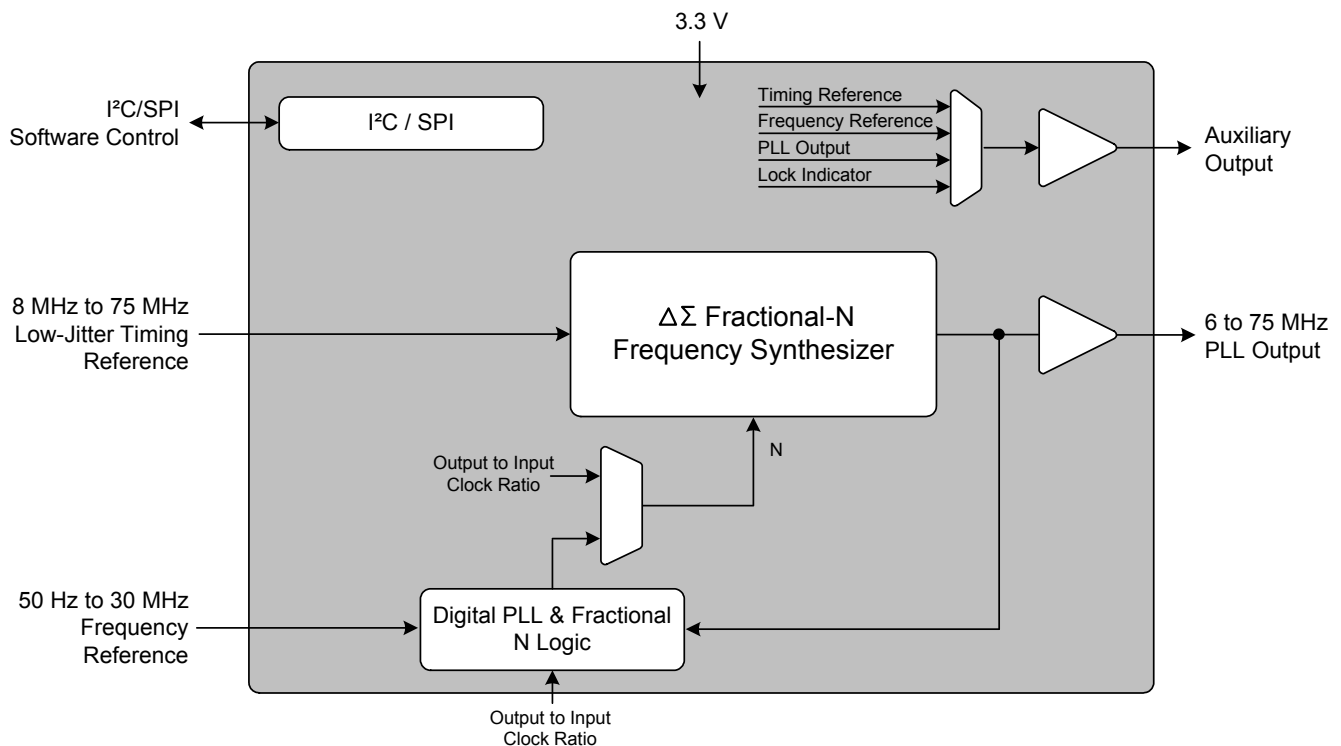 3.3 V
I²C/SPI
Software Control
I²C / SPI
Timing Reference
Frequency Reference
PLL Output
Lock Indicator
Auxiliary
Output
8 MHz to 75 MHz
Low-Jitter Timing
Reference
ΔΣ Fractional-N
Frequency Synthesizer
6 to 75 MHz
PLL Output
N
Output to Input
Clock Ratio
50 Hz to 30 MHz
Frequency
Reference
Digital PLL & Fractional
N Logic
Output to Input
Clock Ratio